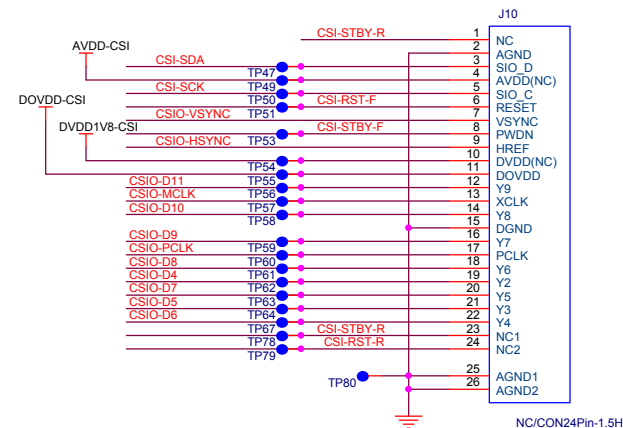 J10
CSI-STBY-R 1 NC
AVDD-CSI 2 AGND
CSI-SDA 3 SIO_D
TP47 4 AVDD(NC)
CSI-SCK TP49 5 SIO_C
DOVDD-CSI TP50 CSI-RST-F 6 RESET
CSIO-VSYNC TP51 7 VSYNC
DVDD1V8-CSI CSI-STBY-F 8 PWDN
CSIO-HSYNC TP53 9 HREF
10 DVDD(NC)
TP54 11 DOVDD
CSIO-D11 TP55 12 Y9
CSIO-MCLK TP56 13 XCLK
CSIO-D10 TP57 14 Y8
TP58 15 DGND
CSIO-D9 16 Y7
CSIO-PCLK TP59 17 PCLK
CSIO-D8 TP60 18 Y6
CSIO-D4 TP61 19 Y2
CSIO-D7 TP62 20 Y5
CSIO-D5 TP63 21 Y3
CSIO-D6 TP64 22 Y4
TP67 CSI-STBY-R 23 NC1
TP78 CSI-RST-R 24 NC2
TP79
25 AGND1
TP80 26 AGND2
NC/CON24Pin-1.5H